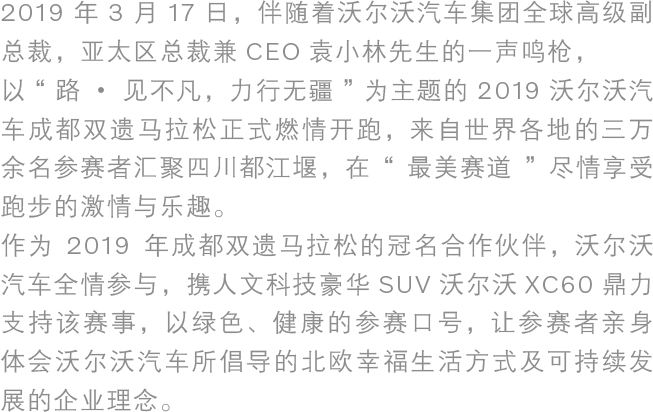 2019 年 3 月 17 日，伴随着沃尔沃汽车集团全球高级副
总裁，亚太区总裁兼 CEO 袁小林先生的一声鸣枪，
以“ 路 • 见不凡，力行无疆 ”为主题的 2019 沃尔沃汽
车成都双遗马拉松正式燃情开跑，来自世界各地的三万
余名参赛者汇聚四川都江堰，在“ 最美赛道 ”尽情享受
跑步的激情与乐趣。
作为 2019 年成都双遗马拉松的冠名合作伙伴，沃尔沃
汽车全情参与，携人文科技豪华 SUV 沃尔沃 XC60 鼎力
支持该赛事，以绿色、健康的参赛口号，让参赛者亲身
体会沃尔沃汽车所倡导的北欧幸福生活方式及可持续发
展的企业理念。